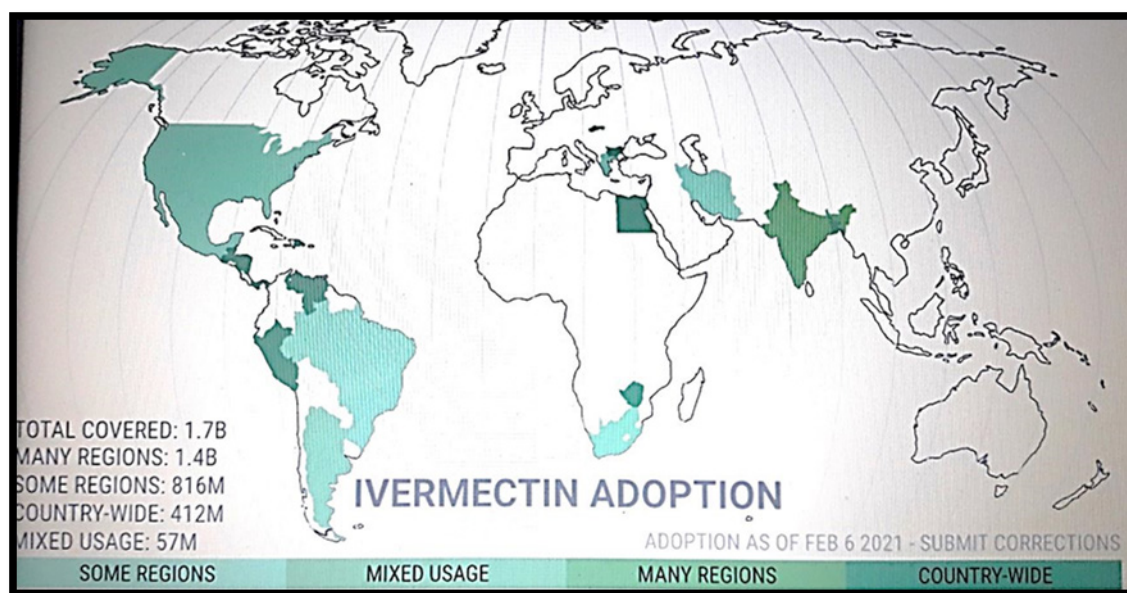 TOTAL COVERED: 1.7B
MANY REGIONS: 1.4B
SOME REGIONS: 816M
COUNTRY-WIDE: 412M
MIXED USAGE: 57M
IVERMECTIN ADOPTION
ADOPTION AS OF FEB 6 2021 - SUBMIT CORRECTIONS
SOME REGIONS MIXED USAGE MANY REGIONS COUNTRY-WIDE